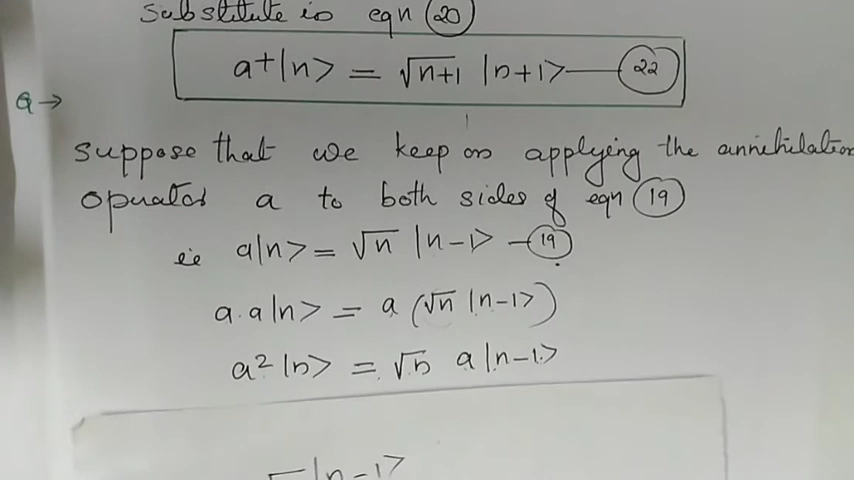 substitute in eqn (20)
a+|n> = √n+1 |n+1> — (22)
Q →
Suppose that we keep on applying the annihilation
operator a to both sides of eqn (19)
ie a|n> = √n |n-1> — (19)
a.a|n> = a (√n |n-1>)
a² |n> = √n a|n-1>
|n-1>